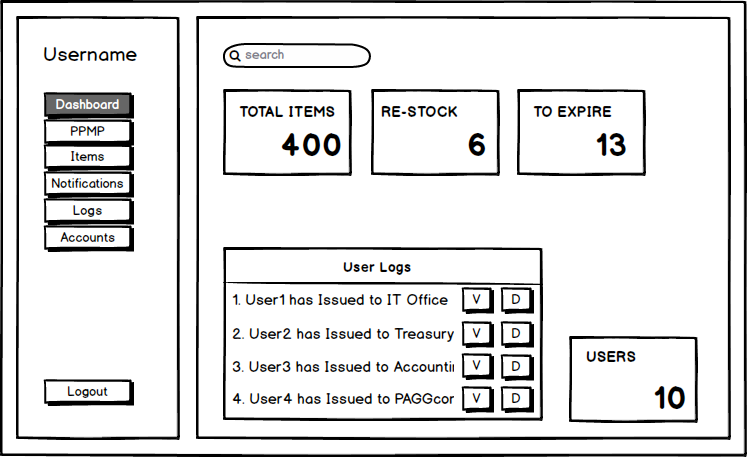 Username
Dashboard
PPMP
Items
Notifications
Logs
Accounts
Logout
search
TOTAL ITEMS
400
RE-STOCK
6
TO EXPIRE
13
User Logs
1. User1 has Issued to IT Office V D
2. User2 has Issued to Treasury V D
3. User3 has Issued to Accountin V D
4. User4 has Issued to PAGGcor V D
USERS
10